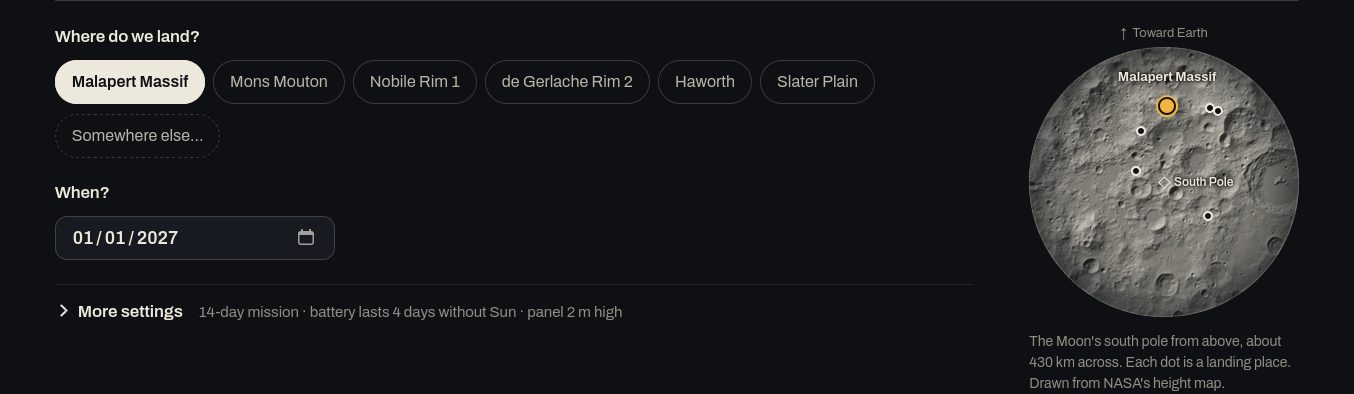 Where do we land?
Malapert Massif
Mons Mouton
Nobile Rim 1
de Gerlache Rim 2
Haworth
Slater Plain
Somewhere else...
When?
01/01/2027
More settings
14-day mission · battery lasts 4 days without Sun · panel 2 m high
↑ Toward Earth
Malapert Massif
South Pole
The Moon's south pole from above, about
430 km across. Each dot is a landing place.
Drawn from NASA's height map.